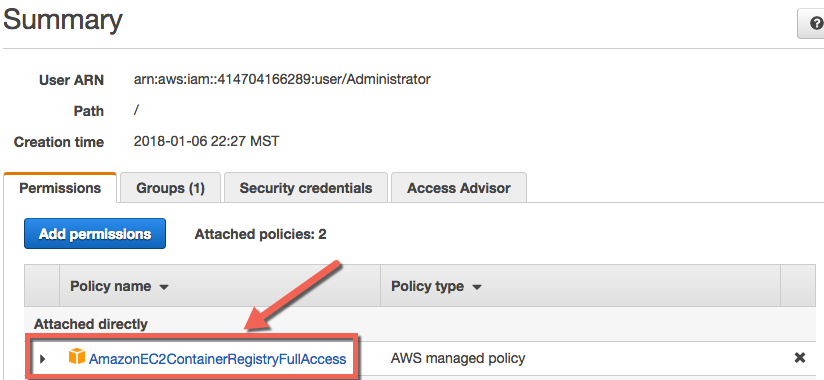 Summary
?
User ARN arn:aws:iam::414704166289:user/Administrator
Path /
Creation time 2018-01-06 22:27 MST
Permissions Groups (1) Security credentials Access Advisor
Add permissions Attached policies: 2
Policy name Policy type
Attached directly
AmazonEC2ContainerRegistryFullAccess AWS managed policy